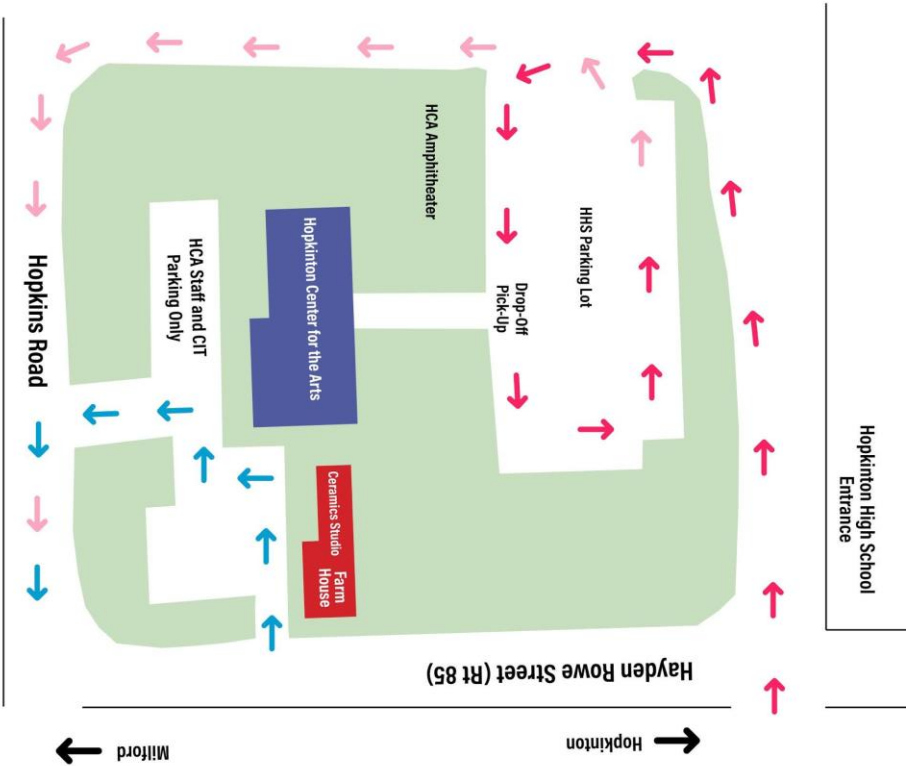 HCA Amphitheater
HHS Parking Lot
Drop-Off
Pick-Up
Hopkinton Center for the Arts
HCA Staff and CIT
Parking Only
Hopkins Road
Ceramics Studio
Farm
House
Hopkinton High School
Entrance
Hayden Rowe Street (Rt 85)
Milford
Hopkinton